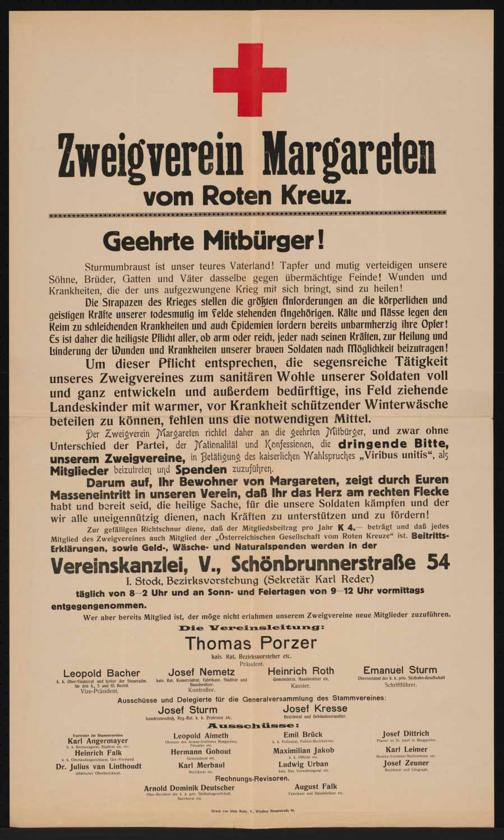 Zweigverein Margareten
vom Roten Kreuz.
Geehrte Mitbürger!
Sturmumbraust ist unser teures Vaterland! Tapfer und mutig verteidigen unsere
Söhne, Brüder, Gatten und Väter dasselbe gegen übermächtige Feinde! Wunden und
Krankheiten, die der uns aufgezwungene Krieg mit sich bringt, sind zu heilen!
Die Strapazen des Krieges stellen die größten Anforderungen an die körperlichen und
geistigen Kräfte unserer todesmutig im Felde stehenden Angehörigen. Kälte und Nässe legen den
Keim zu schleichenden Krankheiten und auch Epidemien fordern bereits unbarmherzig ihre Opfer!
Es ist daher die heiligste Pflicht aller, ob arm oder reich, jeder nach seinen Kräften, zur Heilung und
Linderung der Wunden und Krankheiten unserer braven Soldaten nach Möglichkeit beizutragen!
Um dieser Pflicht entsprechen, die segensreiche Tätigkeit
unseres Zweigvereines zum sanitären Wohle unserer Soldaten voll
und ganz entwickeln und außerdem bedürftige, ins Feld ziehende
Landeskinder mit warmer, vor Krankheit schützender Winterwäsche
beteilen zu können, fehlen uns die notwendigen Mittel.
Der Zweigverein Margareten richtet daher an die geehrten Mitbürger, und zwar ohne
Unterschied der Partei, der Nationalität und Konfessionen, die dringende Bitte,
unserem Zweigvereine, in Betätigung des kaiserlichen Wahlspruches „Viribus unitis“, als
Mitglieder beizutreten und Spenden zuzuführen.
Darum auf, Ihr Bewohner von Margareten, zeigt durch Euren
Masseneintritt in unseren Verein, daß Ihr das Herz am rechten Flecke
habt und bereit seid, die heilige Sache, für die unsere Soldaten kämpfen und der
wir alle uneigennützig dienen, nach Kräften zu unterstützen und zu fördern!
Zur gefälligen Richtschnur diene, daß der Mitgliedsbeitrag pro Jahr K 4.— beträgt und daß jedes
Mitglied des Zweigvereines auch Mitglied der „Österreichischen Gesellschaft vom Roten Kreuze“ ist. Beitritts-
Erklärungen, sowie Geld-, Wäsche- und Naturalspenden werden in der
Vereinskanzlei, V., Schönbrunnerstraße 54
I. Stock, Bezirksvorstehung (Sekretär Karl Reder)
täglich von 8—2 Uhr und an Sonn- und Feiertagen von 9—12 Uhr vormittags
entgegengenommen.
Wer aber bereits Mitglied ist, der möge nicht erlahmen unserem Zweigvereine neue Mitglieder zuzuführen.
Die Vereinsleitung:
Thomas Porzer
kais. Rat, Bezirksvorsteher etc.
Präsident.
Leopold Bacher
Vize-Präsident.
Josef Nemetz
Kontrollor.
Heinrich Roth
Kassier.
Emanuel Sturm
Schriftführer.
Ausschüsse und Delegierte für die Generalversammlung des Stammvereines:
Josef Sturm
Josef Kresse
Ausschüsse:
Karl Angermayer
Leopold Aimeth
Emil Brück
Josef Dittrich
Heinrich Falk
Hermann Gohout
Maximilian Jakob
Karl Leimer
Dr. Julius van Linthoudt
Karl Merbaul
Ludwig Urban
Josef Zeuner
Rechnungs-Revisoren.
Arnold Dominik Deutscher
August Falk